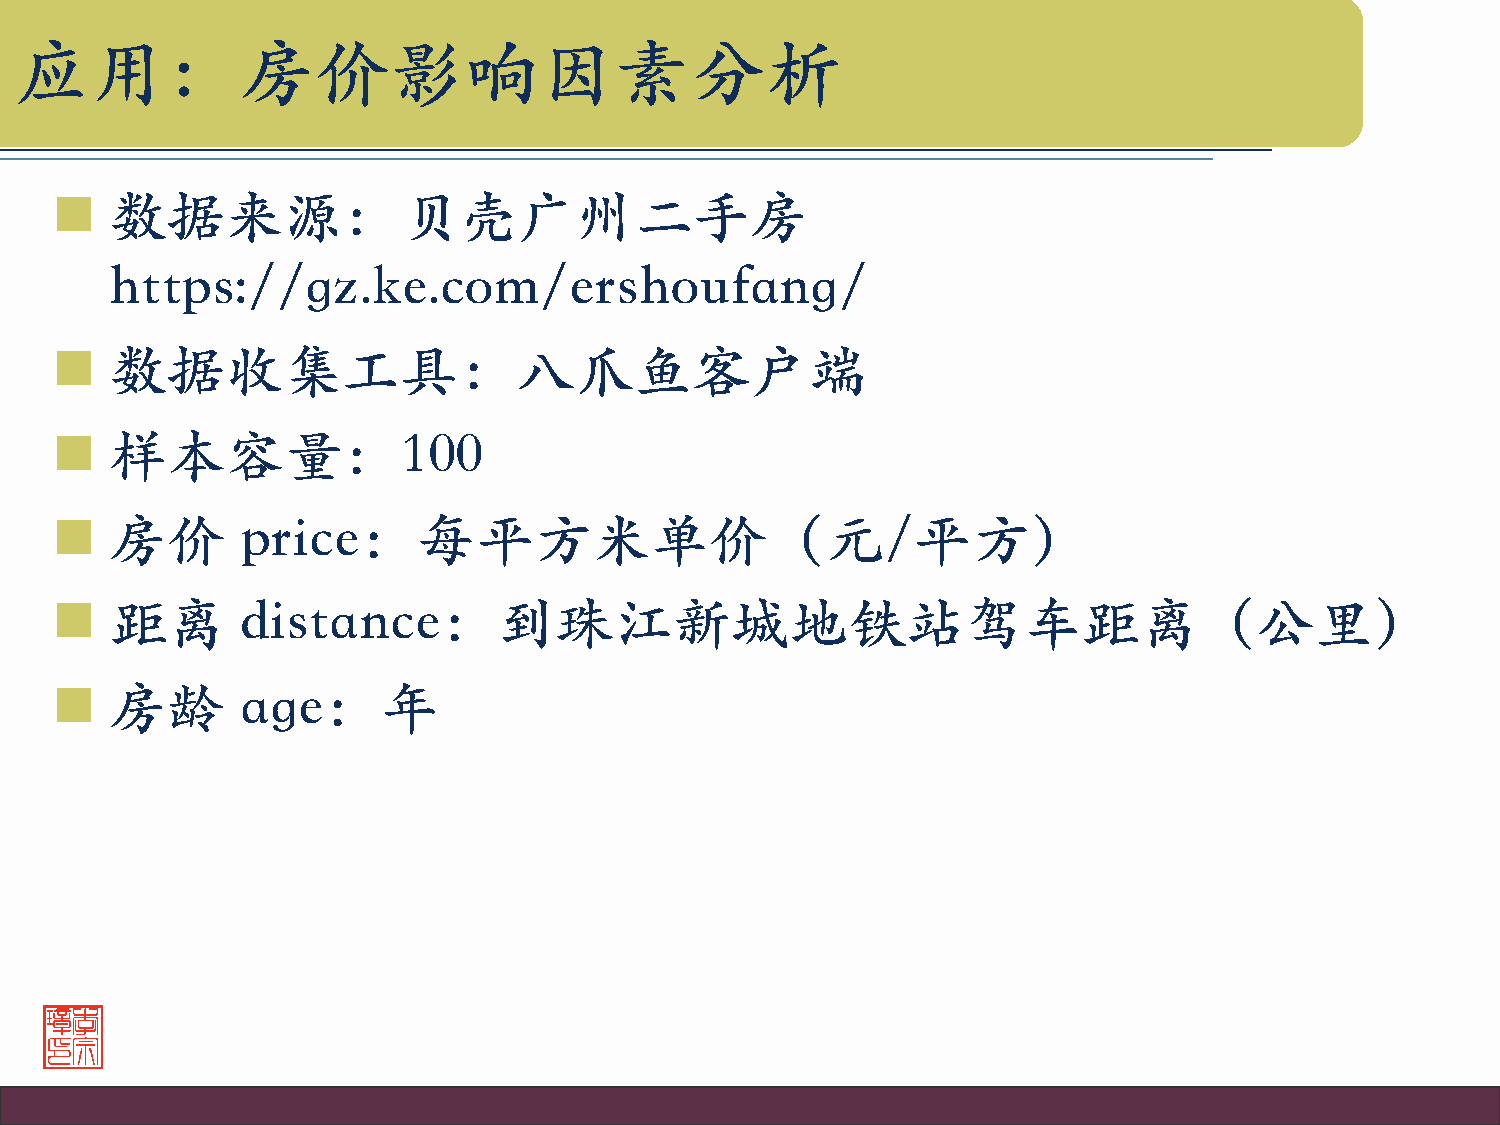 应用：房价影响因素分析
数据来源：贝壳广州二手房
https://gz.ke.com/ershoufang/
数据收集工具：八爪鱼客户端
样本容量：100
房价 price：每平方米单价（元/平方）
距离 distance：到珠江新城地铁站驾车距离（公里）
房龄 age：年
李宗
璋印